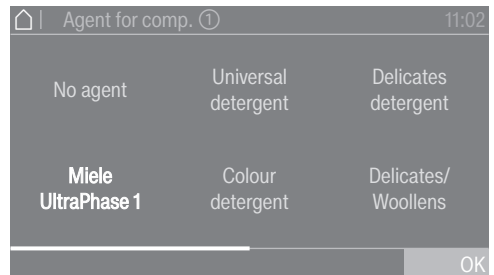 Agent for comp. ①
11:02
No agent
Universal
detergent
Delicates
detergent
Miele
UltraPhase 1
Colour
detergent
Delicates/
Woollens
OK